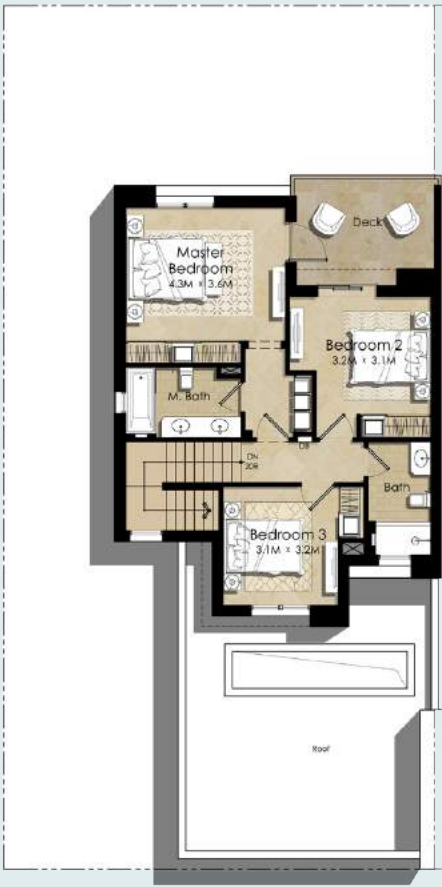 Deck
Master
Bedroom
4.3M x 3.6M
Bedroom 2
3.2M x 3.1M
M. Bath
DB
DN
20R
Bath
Bedroom 3
3.1M x 3.2M
Roof